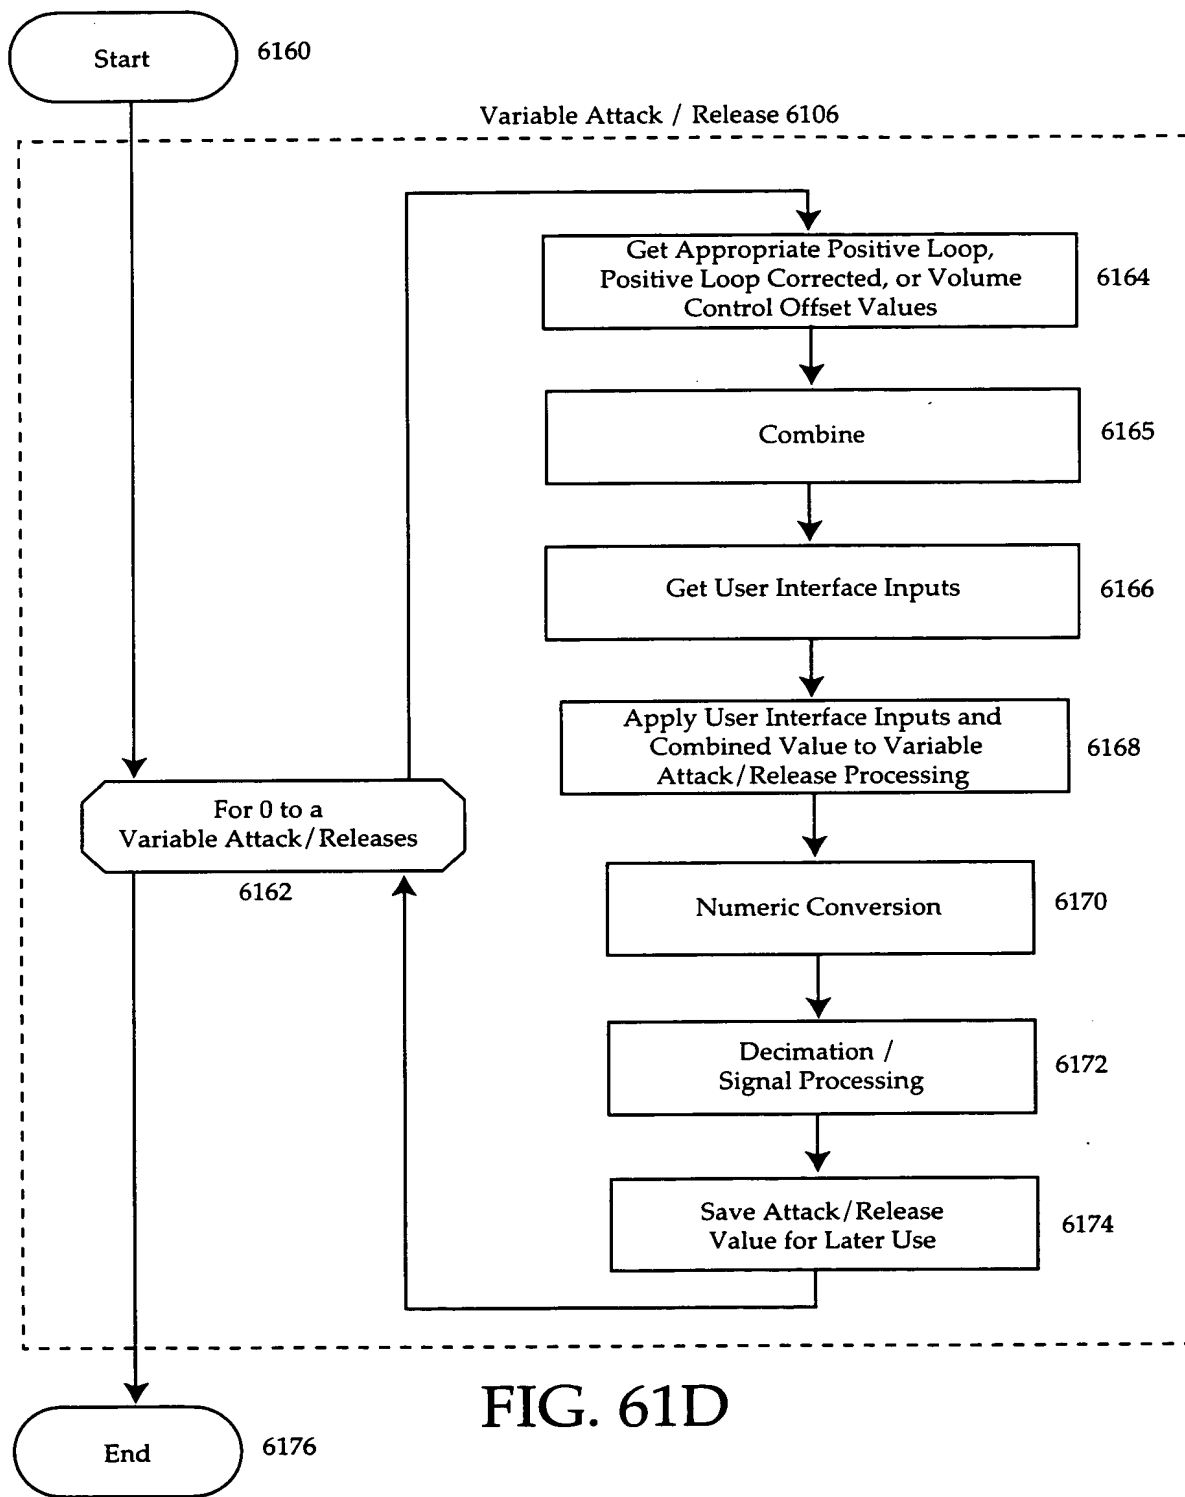 Start
6160
Variable Attack / Release 6106
Get Appropriate Positive Loop,
Positive Loop Corrected, or Volume
Control Offset Values
6164
Combine
6165
Get User Interface Inputs
6166
Apply User Interface Inputs and
Combined Value to Variable
Attack/Release Processing
6168
For 0 to a
Variable Attack/Releases
6162
Numeric Conversion
6170
Decimation /
Signal Processing
6172
Save Attack/Release
Value for Later Use
6174
FIG. 61D
End
6176